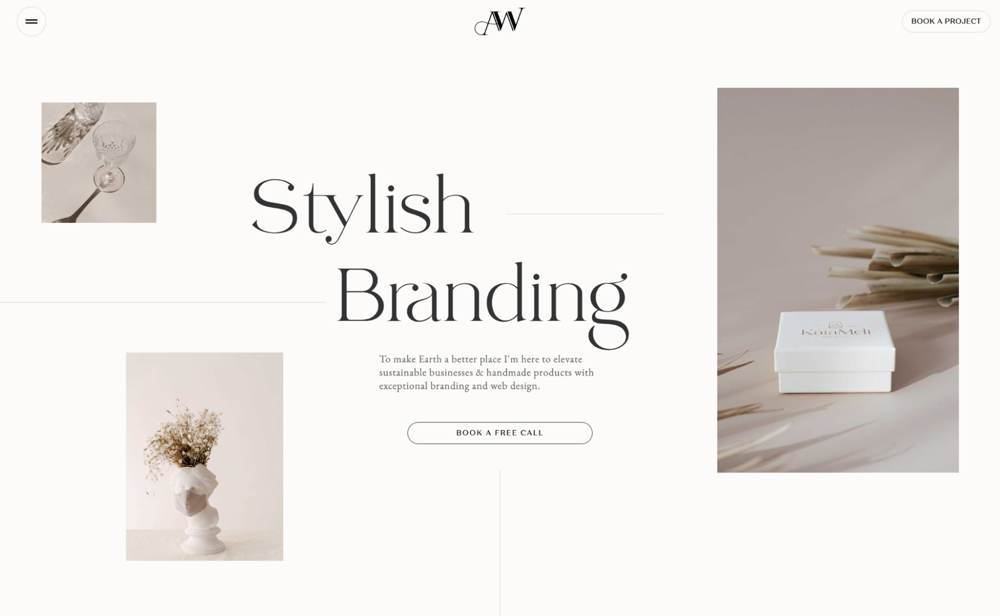 AW
BOOK A PROJECT
Stylish
Branding
To make Earth a better place I'm here to elevate
sustainable businesses & handmade products with
exceptional branding and web design.
BOOK A FREE CALL
KaraMeli